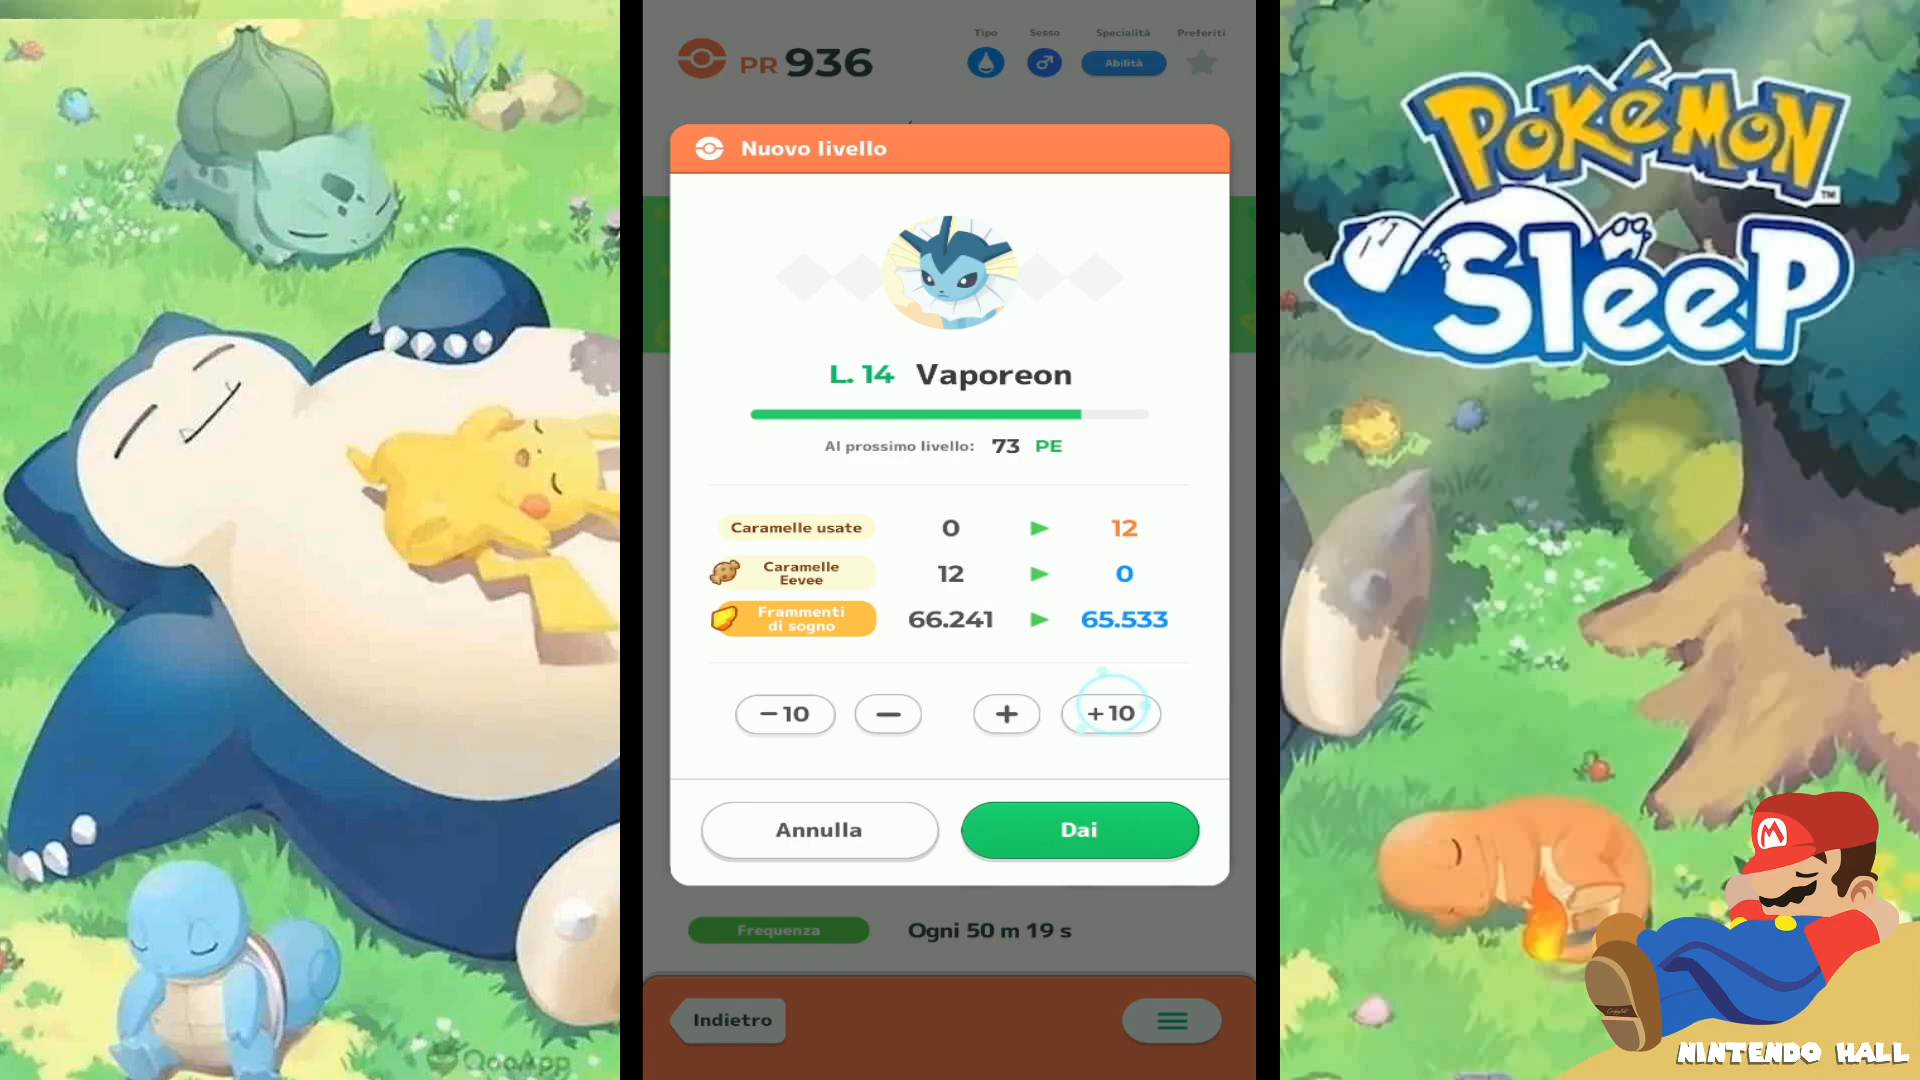 Tipo Sesso Specialità Preferiti
PR 936
Abilità
Nuovo livello
L. 14 Vaporeon
Al prossimo livello: 73 PE
Caramelle usate 0 12
Caramelle
Eevee
12 0
Frammenti
di sogno
66.241 65.533
−10 − + +10
Annulla Dai
Frequenza Ogni 50 m 19 s
Indietro
QooApp
POKéMON
TM
Sleep
M
NINTENDO HALL